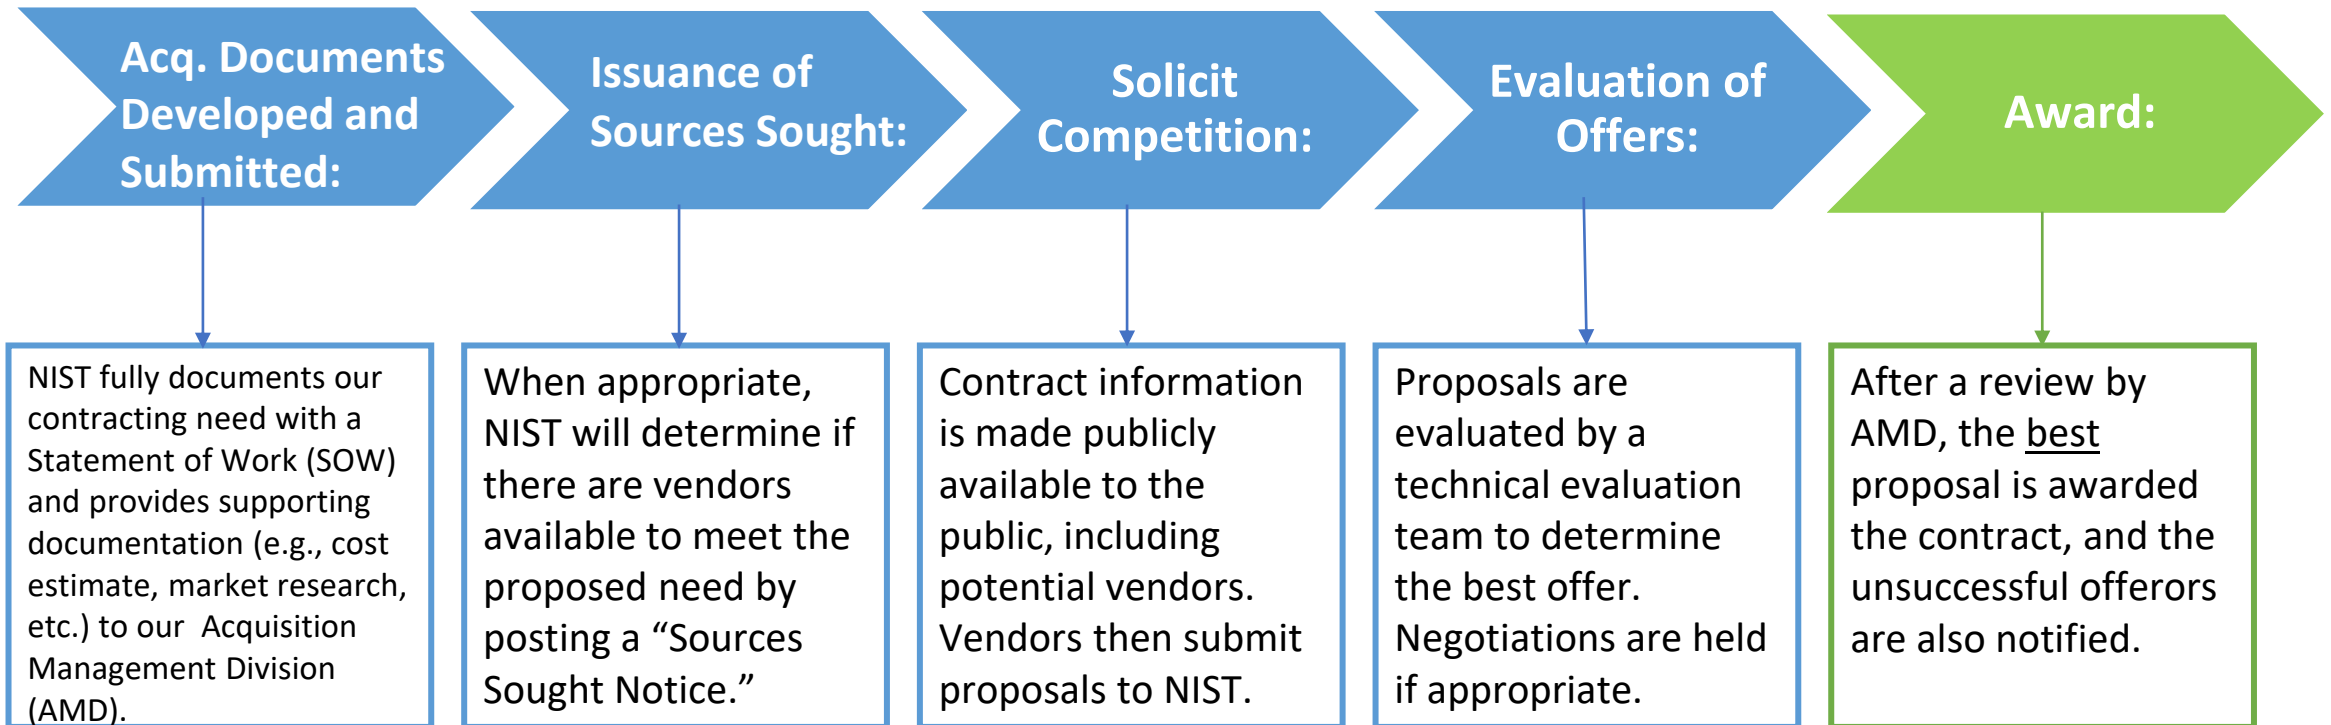 Acq. Documents
Developed and
Submitted:
Issuance of
Sources Sought:
Solicit
Competition:
Evaluation of
Offers:
Award:
NIST fully documents our
contracting need with a
Statement of Work (SOW)
and provides supporting
documentation (e.g., cost
estimate, market research,
etc.) to our  Acquisition
Management Division
(AMD).
When appropriate,
NIST will determine if
there are vendors
available to meet the
proposed need by
posting a “Sources
Sought Notice.”
Contract information
is made publicly
available to the
public, including
potential vendors.
Vendors then submit
proposals to NIST.
Proposals are
evaluated by a
technical evaluation
team to determine
the best offer.
Negotiations are held
if appropriate.
After a review by
AMD, the best
proposal is awarded
the contract, and the
unsuccessful offerors
are also notified.